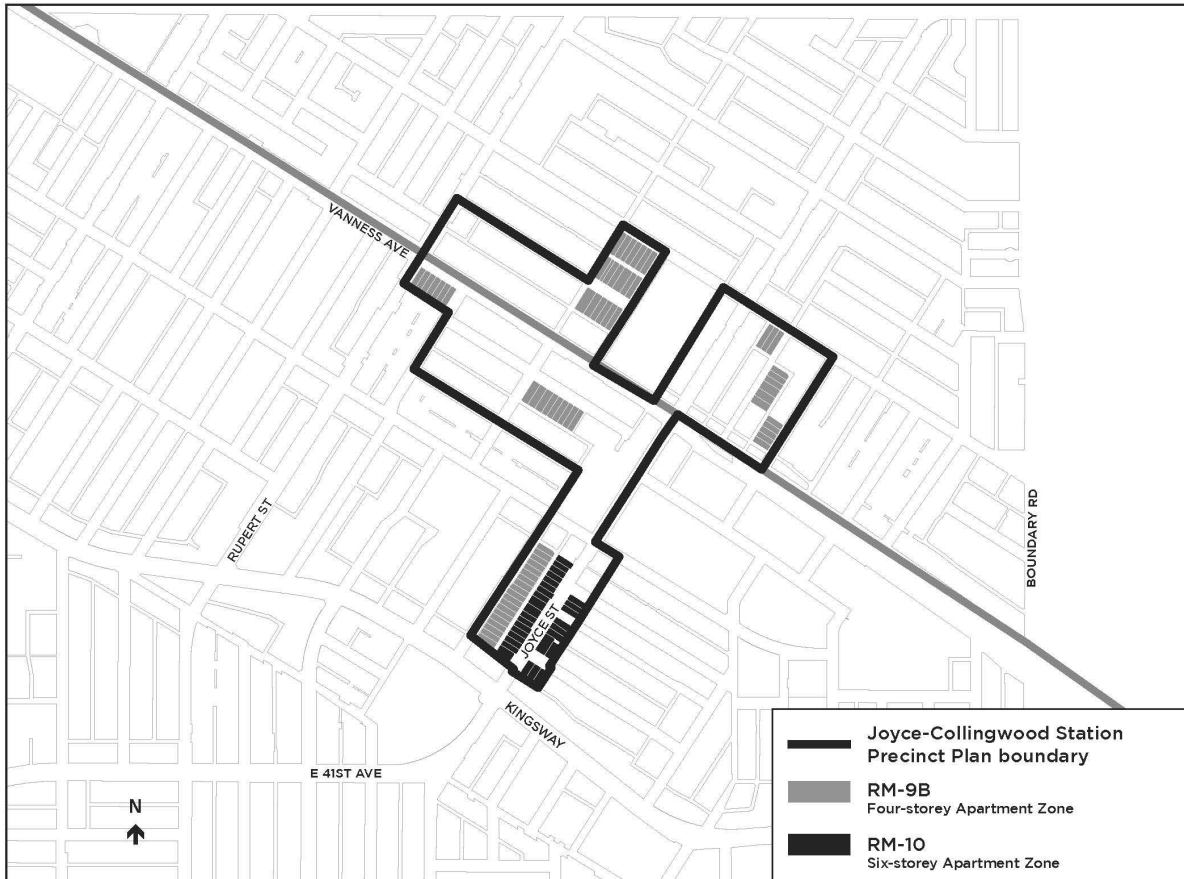 VANNESS AVE
RUPERT ST
BOUNDARY RD
JOYCE ST
KINGSWAY
E 41ST AVE
N
Joyce-Collingwood Station
Precinct Plan boundary
RM-9B
Four-storey Apartment Zone
RM-10
Six-storey Apartment Zone